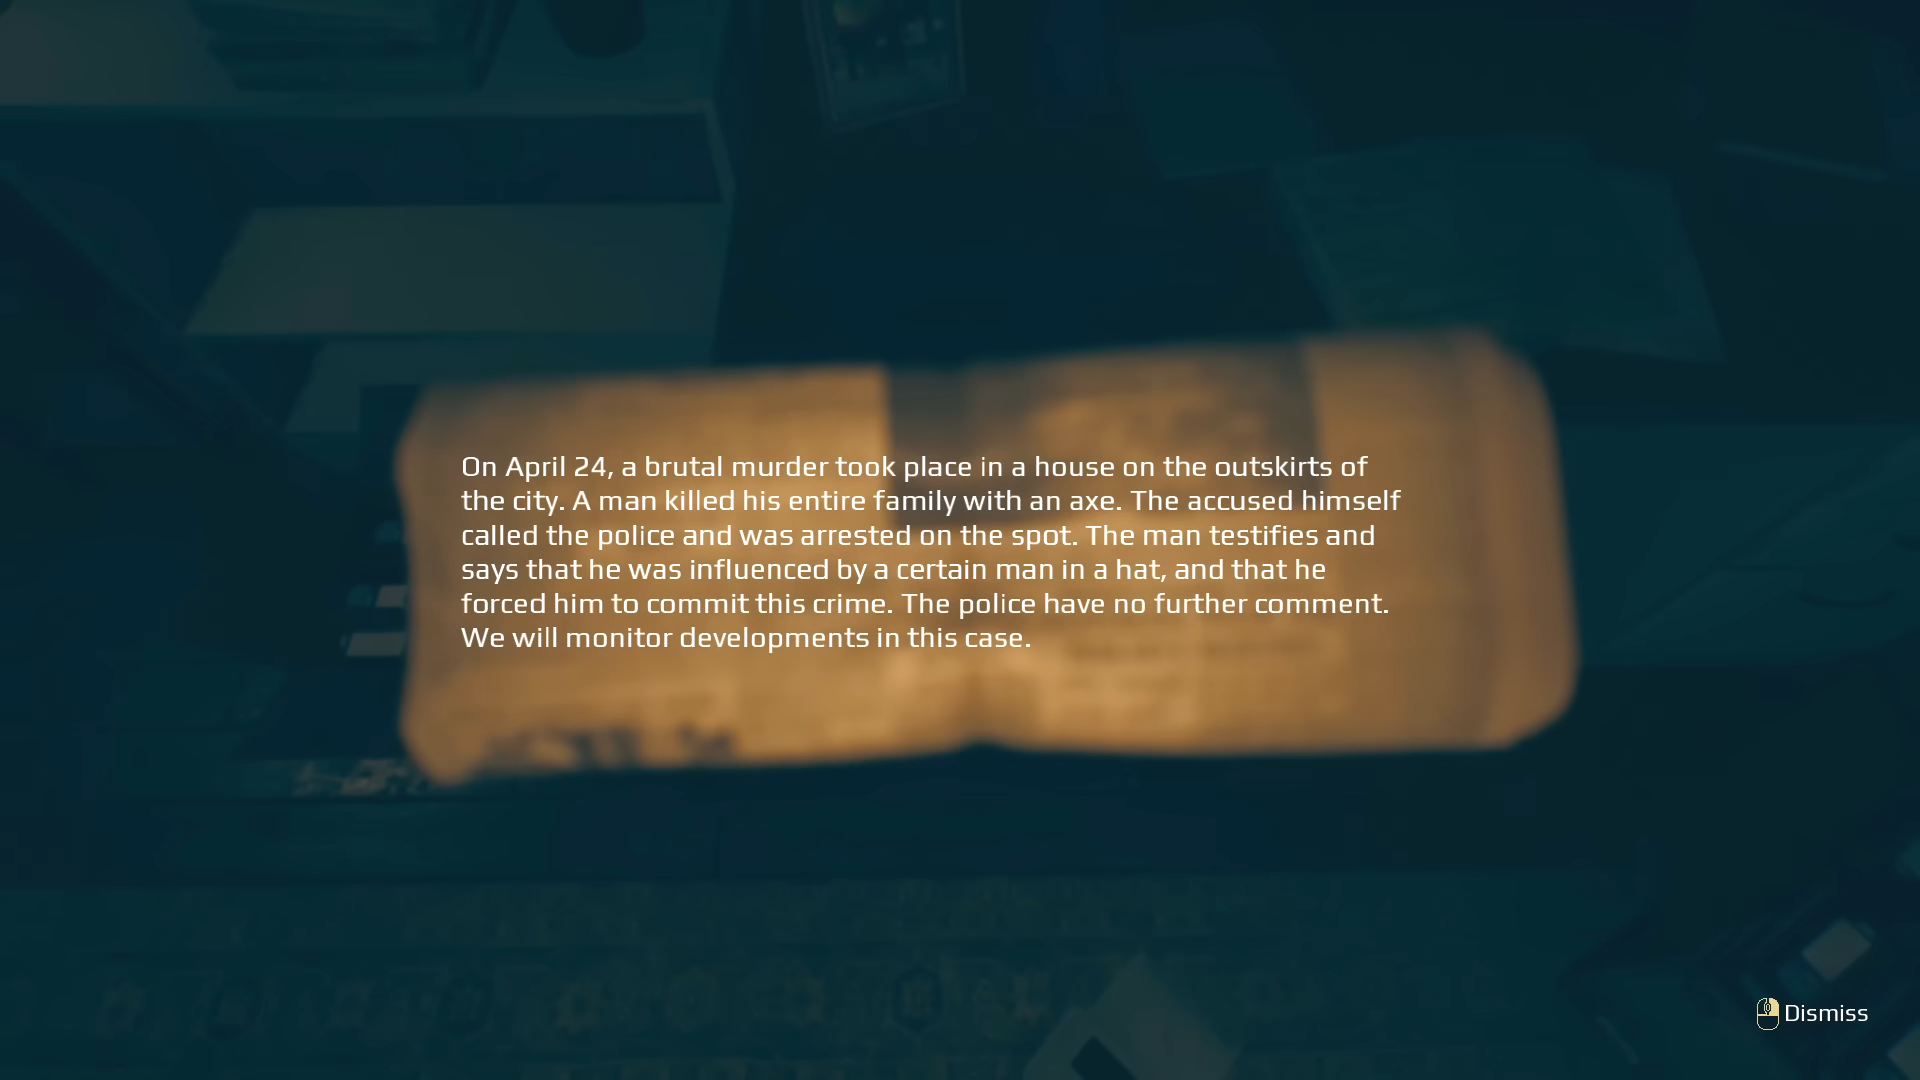 On April 24, a brutal murder took place in a house on the outskirts of
the city. A man killed his entire family with an axe. The accused himself
called the police and was arrested on the spot. The man testifies and
says that he was influenced by a certain man in a hat, and that he
forced him to commit this crime. The police have no further comment.
We will monitor developments in this case.
Dismiss